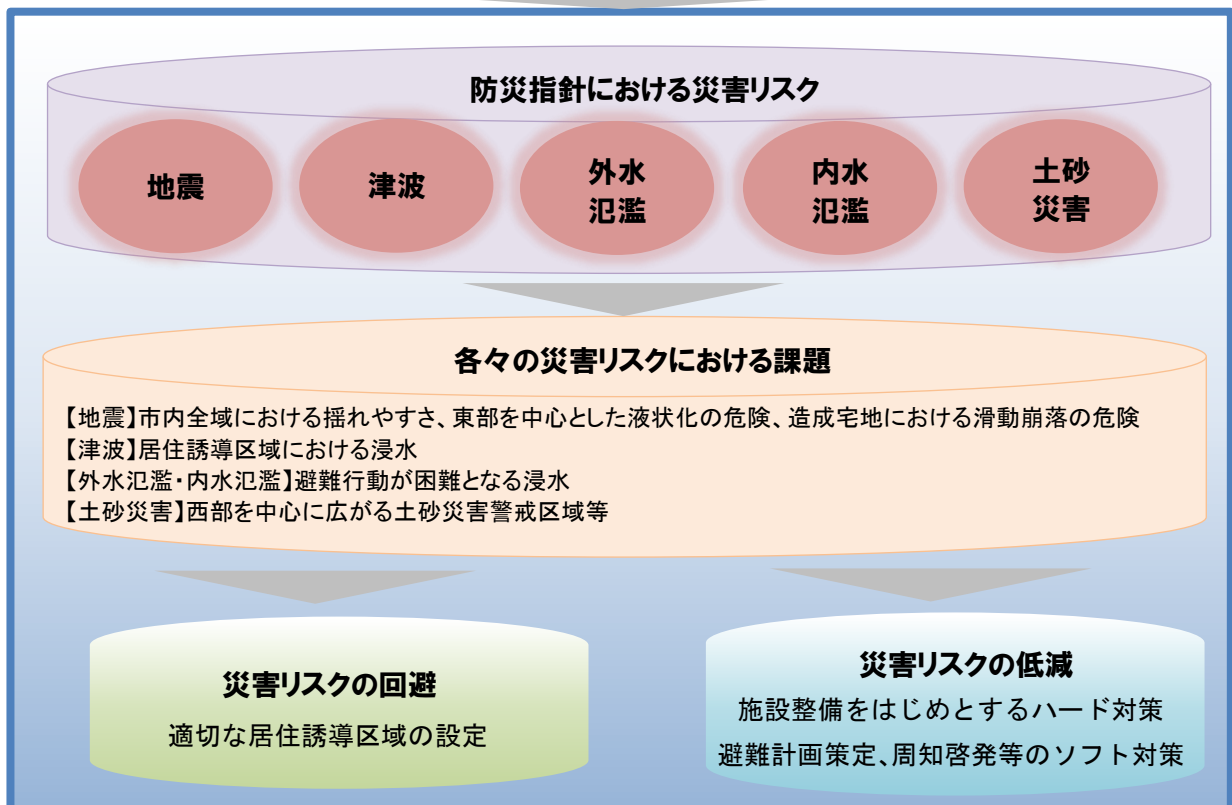 防災指針における災害リスク
地震
津波
外水
氾濫
内水
氾濫
土砂
災害
各々の災害リスクにおける課題
【地震】市内全域における揺れやすさ、東部を中心とした液状化の危険、造成宅地における滑動崩落の危険
【津波】居住誘導区域における浸水
【外水氾濫・内水氾濫】避難行動が困難となる浸水
【土砂災害】西部を中心に広がる土砂災害警戒区域等
災害リスクの回避
適切な居住誘導区域の設定
災害リスクの低減
施設整備をはじめとするハード対策
避難計画策定、周知啓発等のソフト対策